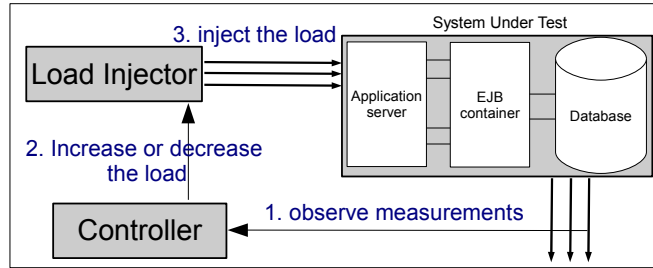 System Under Test
3. inject the load
Load Injector
Application
server
EJB
container
Database
2. Increase or decrease
the load
1. observe measurements
Controller